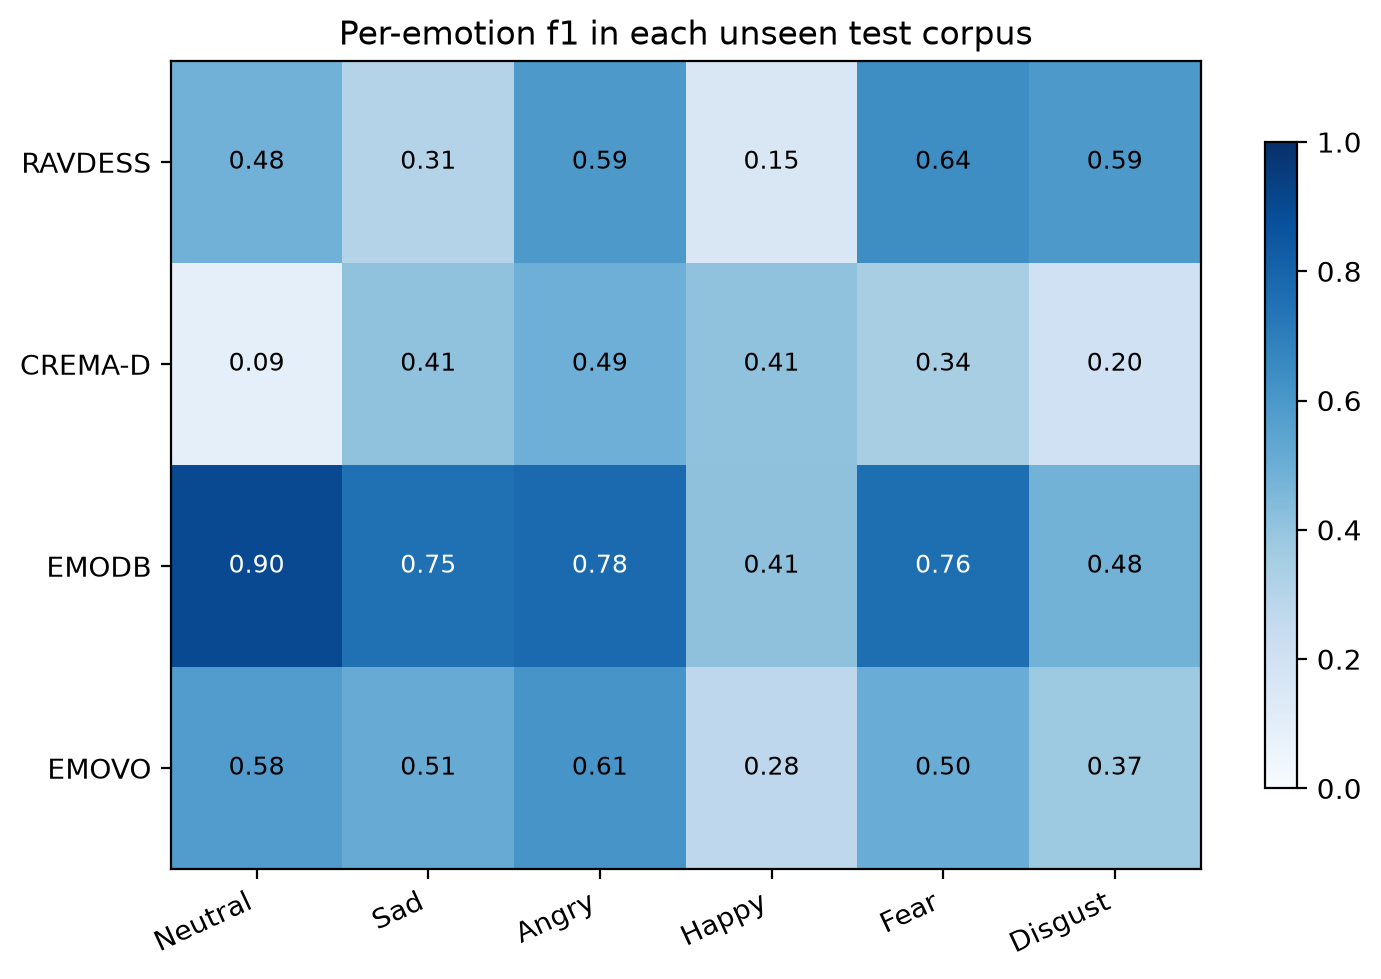 Per-emotion f1 in each unseen test corpus
RAVDESS 0.48 0.31 0.59 0.15 0.64 0.59
CREMA-D 0.09 0.41 0.49 0.41 0.34 0.20
EMODB 0.90 0.75 0.78 0.41 0.76 0.48
EMOVO 0.58 0.51 0.61 0.28 0.50 0.37
Neutral Sad Angry Happy Fear Disgust
1.0
0.8
0.6
0.4
0.2
0.0